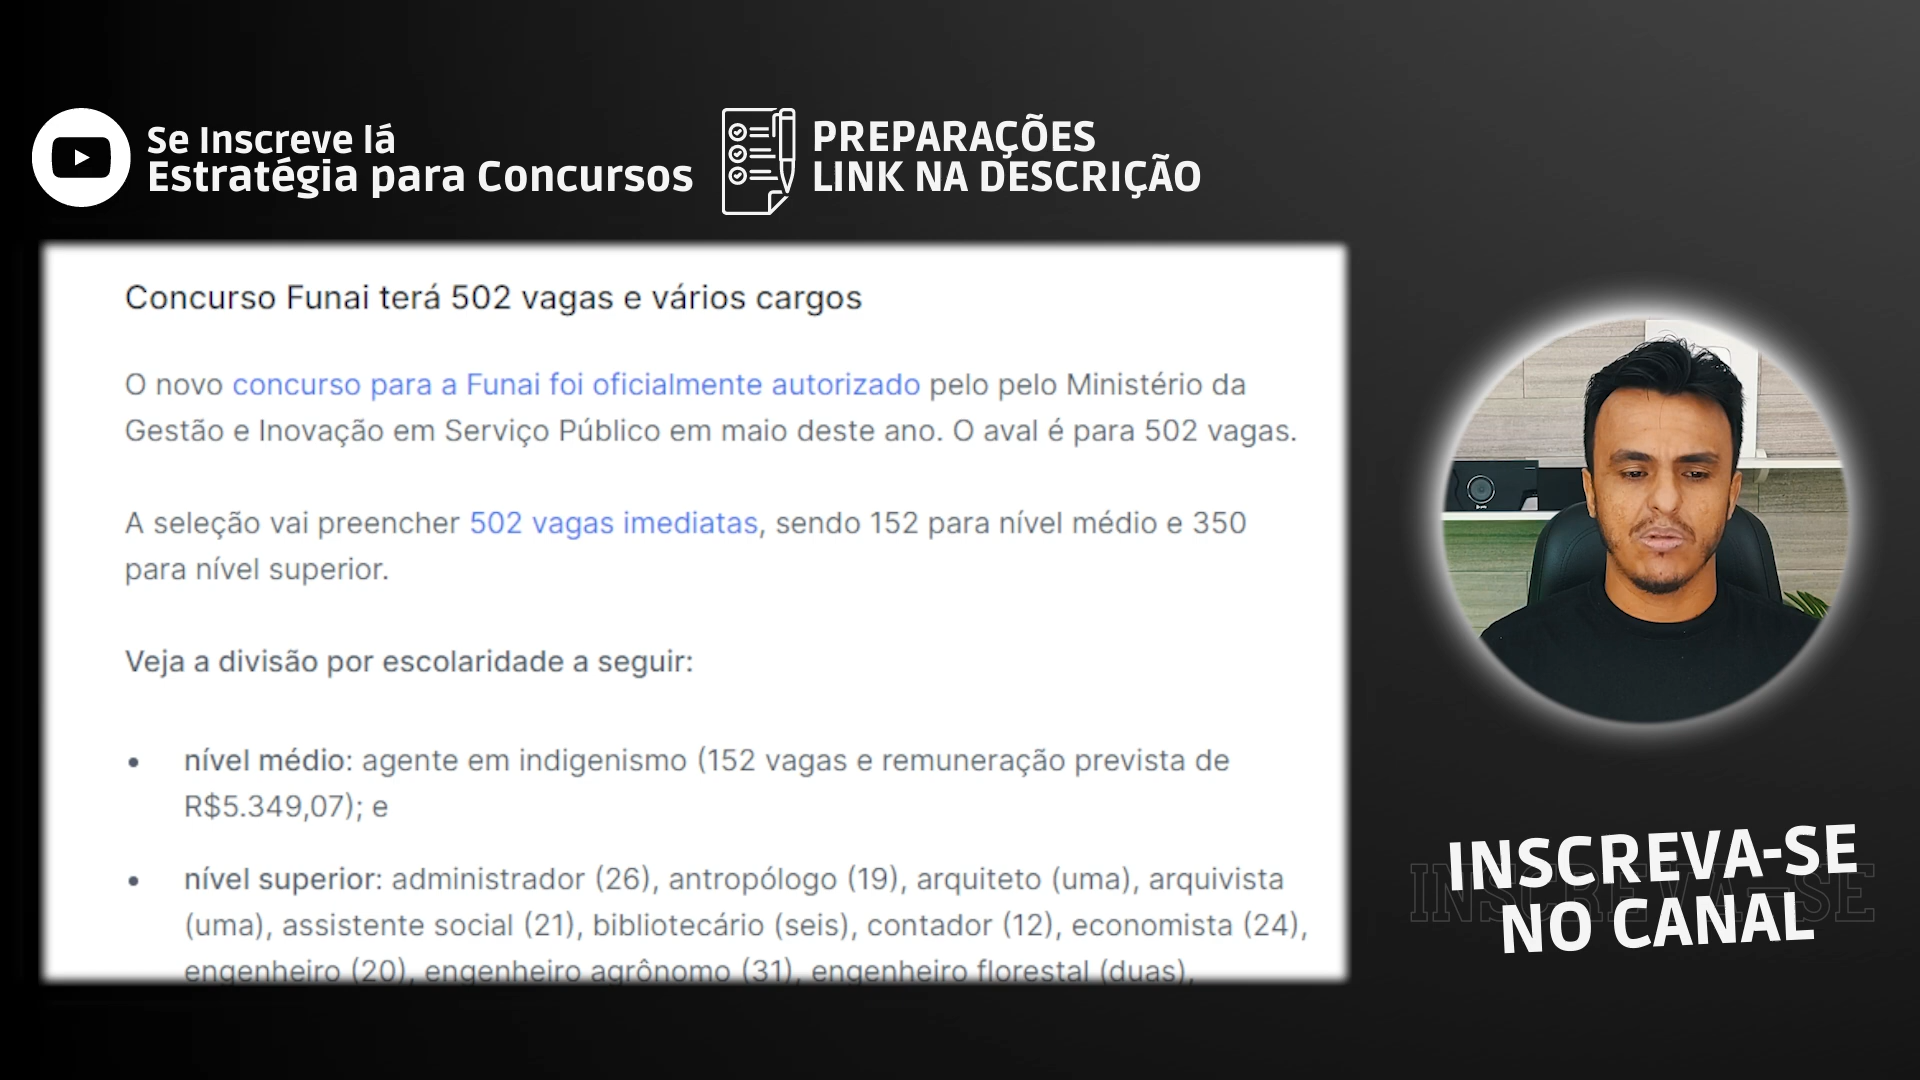 Se Inscreve lá
Estratégia para Concursos
PREPARAÇÕES
LINK NA DESCRIÇÃO
Concurso Funai terá 502 vagas e vários cargos
O novo concurso para a Funai foi oficialmente autorizado pelo pelo Ministério da
Gestão e Inovação em Serviço Público em maio deste ano. O aval é para 502 vagas.
A seleção vai preencher 502 vagas imediatas, sendo 152 para nível médio e 350
para nível superior.
Veja a divisão por escolaridade a seguir:
• nível médio: agente em indigenismo (152 vagas e remuneração prevista de
R$5.349,07); e
• nível superior: administrador (26), antropólogo (19), arquiteto (uma), arquivista
(uma), assistente social (21), bibliotecário (seis), contador (12), economista (24),
engenheiro (20), engenheiro agrônomo (31), engenheiro florestal (duas),
INSCREVA-SE
INSCREVA-SE
NO CANAL